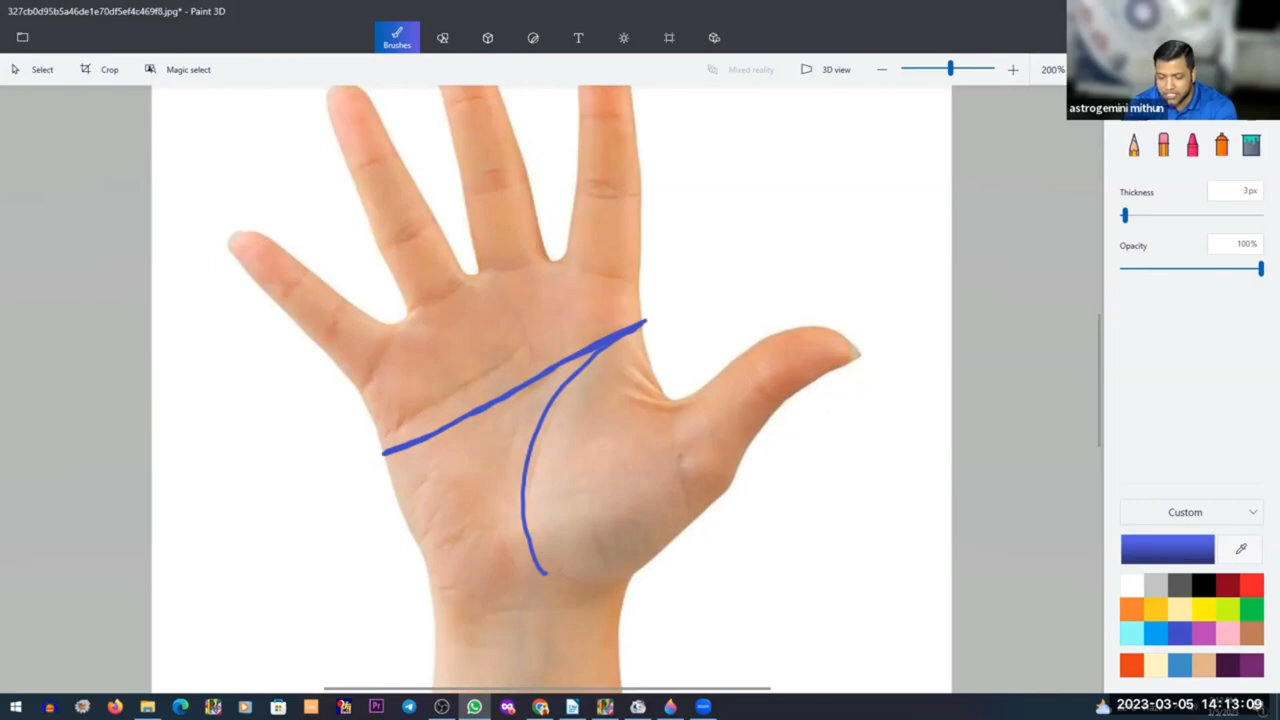 327cb0d95b5a46de1e70df5ef4c469f8.jpg* - Paint 3D
Brushes
Select Crop Magic select Mixed reality 3D view 200%
astrogemini mithun
Thickness 3px
Opacity 100%
Custom
2023-03-05 14:13:09